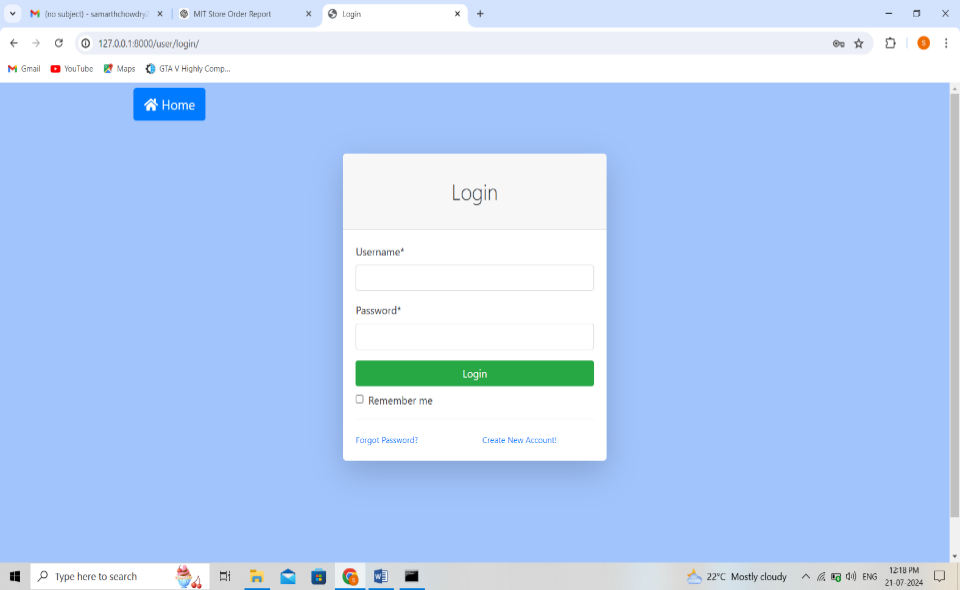 (no subject) - samarthchowdry2
MIT Store Order Report
Login
127.0.0.1:8000/user/login/
S
Gmail
YouTube
Maps
GTA V Highly Comp...
Home
Login
Username*
Password*
Login
Remember me
Forgot Password?
Create New Account!
Type here to search
22°C Mostly cloudy
ENG
12:18 PM
21-07-2024